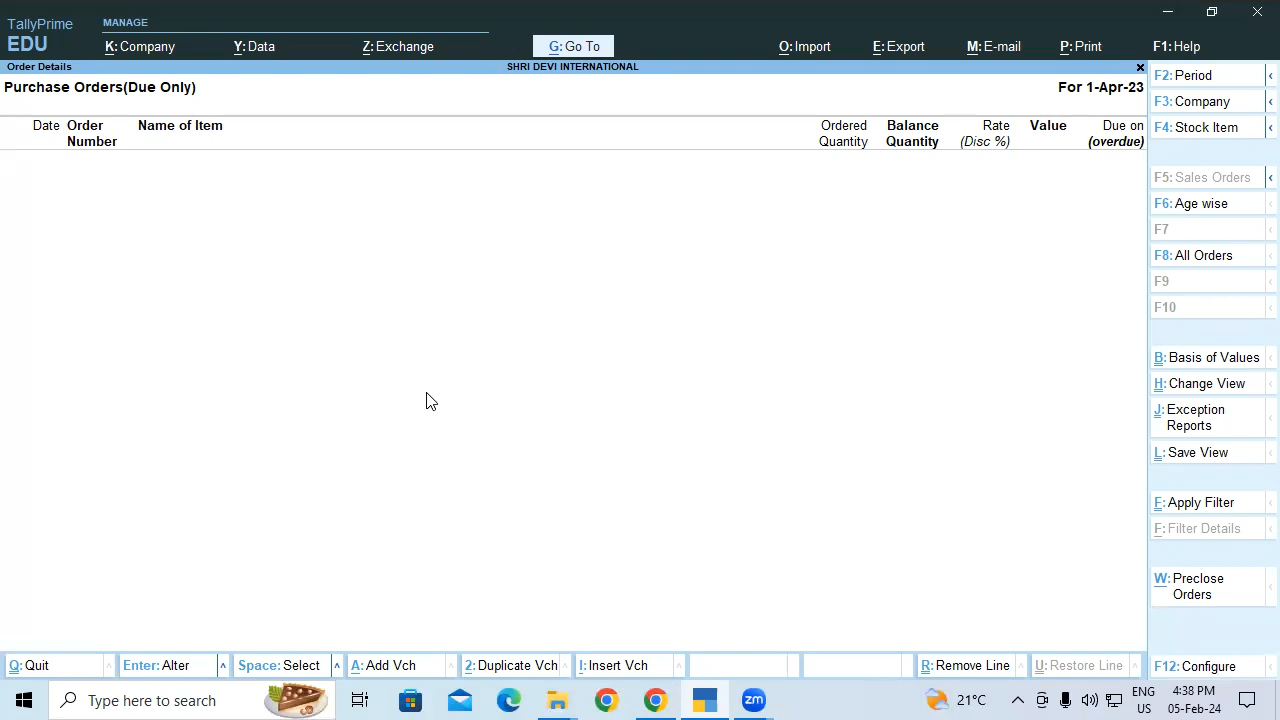 TallyPrime
EDU
MANAGE
K: Company
Y: Data
Z: Exchange
G: Go To
O: Import
E: Export
M: E-mail
P: Print
F1: Help
Order Details
SHRI DEVI INTERNATIONAL
Purchase Orders(Due Only)
For 1-Apr-23
Date
Order
Number
Name of Item
Ordered
Quantity
Balance
Quantity
Rate
(Disc %)
Value
Due on
(overdue)
F2: Period
F3: Company
F4: Stock Item
F5: Sales Orders
F6: Age wise
F7
F8: All Orders
F9
F10
B: Basis of Values
H: Change View
J: Exception
Reports
L: Save View
F: Apply Filter
F: Filter Details
W: Preclose
Orders
F12: Configure
Q: Quit
Enter: Alter
Space: Select
A: Add Vch
2: Duplicate Vch
I: Insert Vch
R: Remove Line
U: Restore Line
Type here to search
21°C
ENG
US
4:38 PM
05-Feb-24